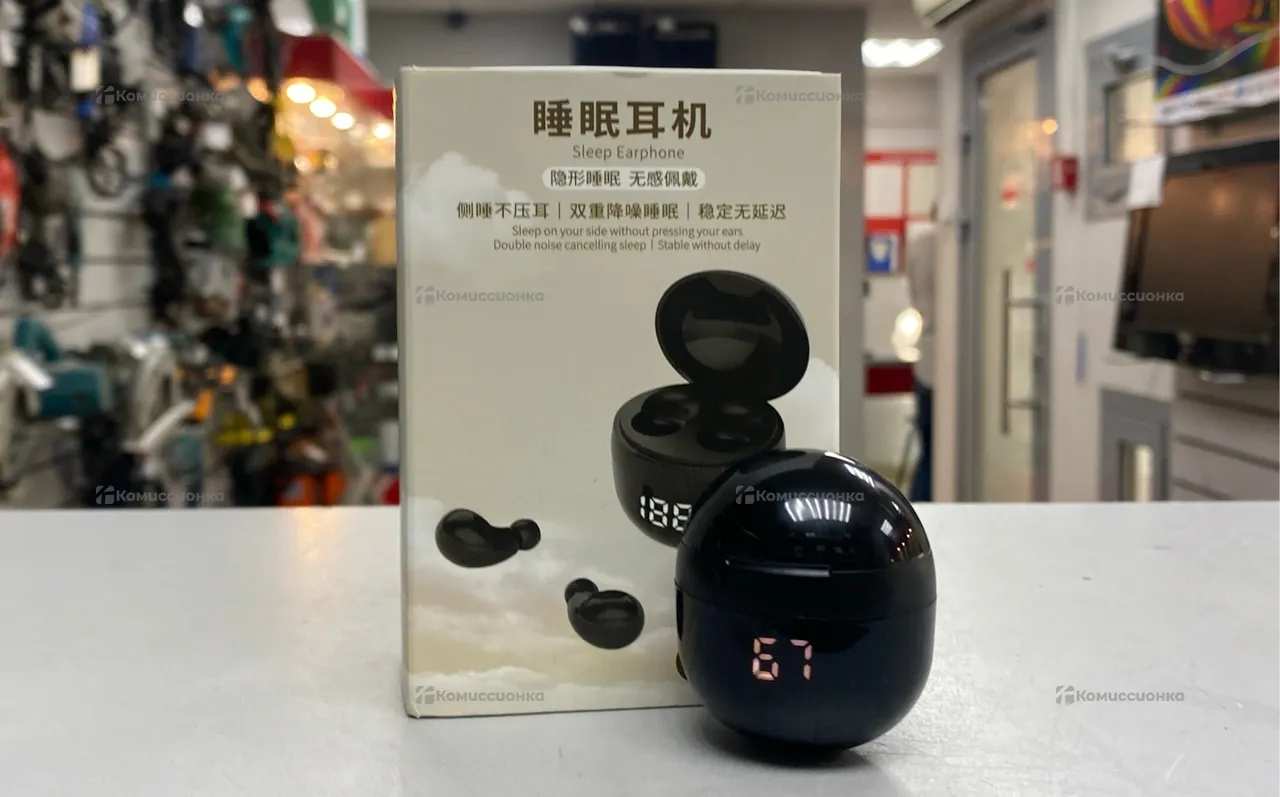 Комиссионка
Комиссионка
睡眠耳机
Sleep Earphone
隐形睡眠 无感佩戴
侧睡不压耳 | 双重降噪睡眠 | 稳定无延迟
Sleep on your side without pressing your ears
Double noise cancelling sleep | Stable without delay
Комиссионка
Комиссионка
188
Комиссионка
Комиссионка
67
Комиссионка
Комиссионка